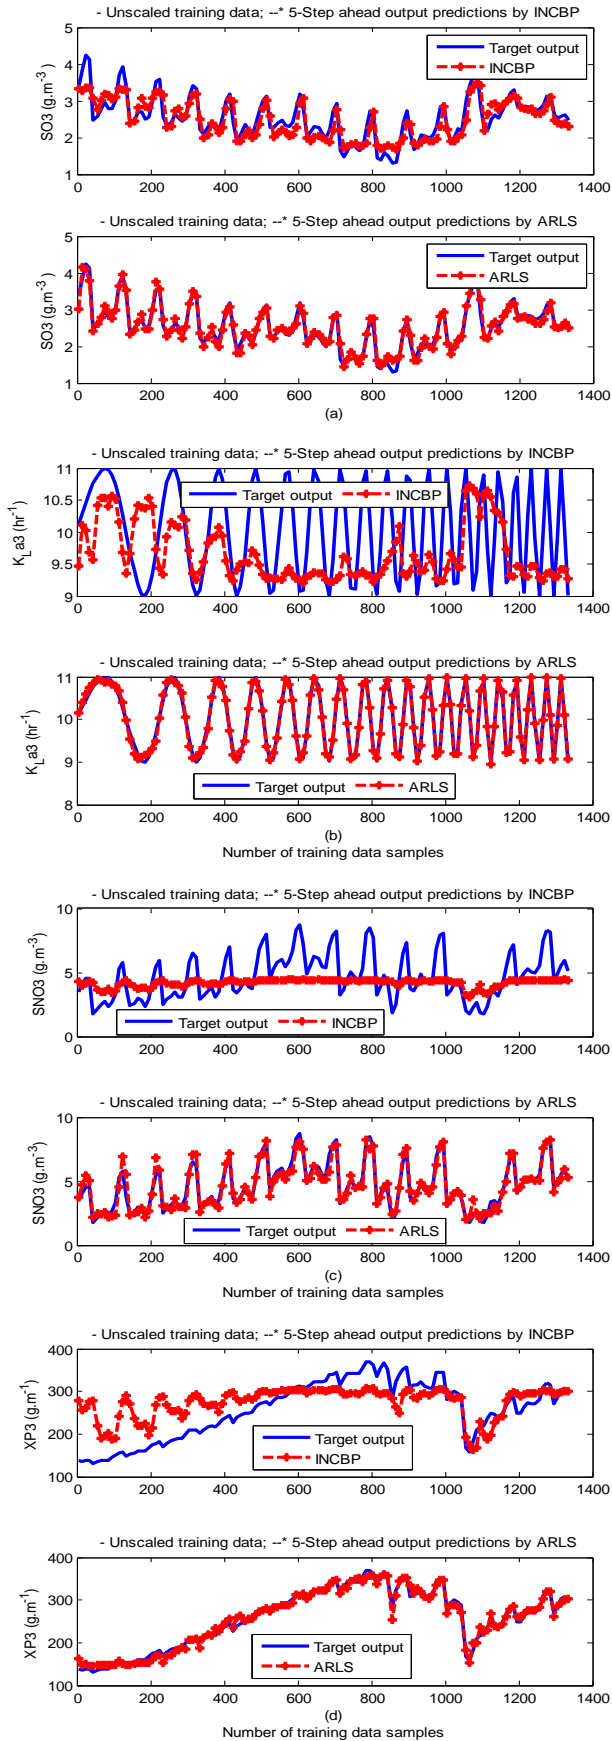 - Unscaled training data; --* 5-Step ahead output predictions by INCBP
5
4
3
2
1
SO3 (g.m-3)
Target output
INCBP
0 200 400 600 800 1000 1200 1400
- Unscaled training data; --* 5-Step ahead output predictions by ARLS
5
4
3
2
1
SO3 (g.m-3)
Target output
ARLS
0 200 400 600 800 1000 1200 1400
(a)
- Unscaled training data; --* 5-Step ahead output predictions by INCBP
11
10.5
10
9.5
9
KLa3 (hr-1)
Target output INCBP
0 200 400 600 800 1000 1200 1400
- Unscaled training data; --* 5-Step ahead output predictions by ARLS
11
10
9
8
KLa3 (hr-1)
Target output ARLS
0 200 400 600 800 1000 1200 1400
(b)
Number of training data samples
- Unscaled training data; --* 5-Step ahead output predictions by INCBP
10
5
0
SNO3 (g.m-3)
Target output INCBP
0 200 400 600 800 1000 1200 1400
- Unscaled training data; --* 5-Step ahead output predictions by ARLS
10
5
0
SNO3 (g.m-3)
Target output ARLS
0 200 400 600 800 1000 1200 1400
(c)
Number of training data samples
- Unscaled training data; --* 5-Step ahead output predictions by INCBP
400
300
200
100
XP3 (g.m-1)
Target output
INCBP
0 200 400 600 800 1000 1200 1400
- Unscaled training data; --* 5-Step ahead output predictions by ARLS
400
300
200
100
XP3 (g.m-1)
Target output
ARLS
0 200 400 600 800 1000 1200 1400
(d)
Number of training data samples